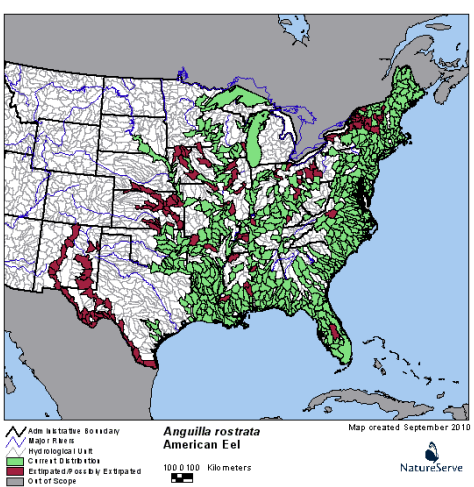 Administrative Boundary
Major Rivers
Hydrological Unit
Current Distribution
Extirpated/Possibly Extirpated
Out of Scope
Anguilla rostrata
American Eel
100 0 100 Kilometers
Map created September 2010
NatureServe